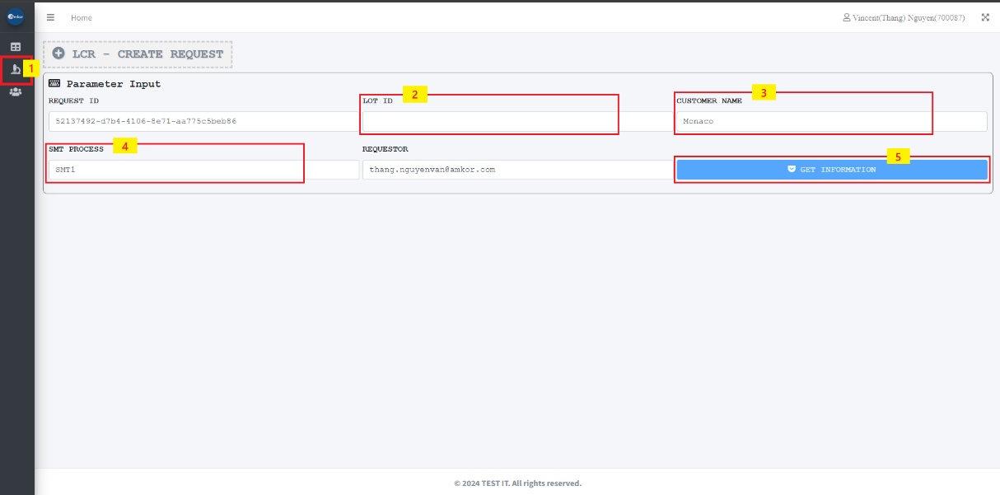 Home
Vincent(Thang) Nguyen(700087)
LCR - CREATE REQUEST
1
Parameter Input
2
3
REQUEST ID
LOT ID
CUSTOMER NAME
52137492-d7b4-4106-8e71-aa775c5beb86
Monaco
4
SMT PROCESS
REQUESTOR
5
SMT1
thang.nguyenvan@amkor.com
GET INFORMATION
© 2024 TEST IT. All rights reserved.